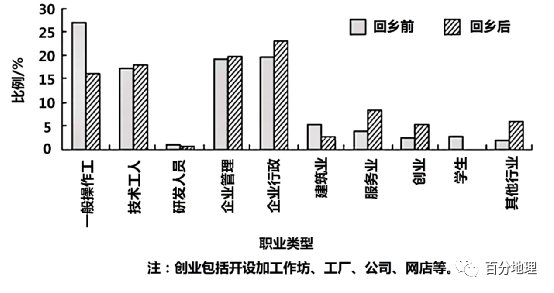 比例/%
30
25
20
15
10
5
0
回乡前 回乡后
一般操作工
技术工人
研发人员
企业管理
企业行政
建筑业
服务业
创业
学生
其他行业
职业类型
注：创业包括开设加工作坊、工厂、公司、网店等。
百分地理